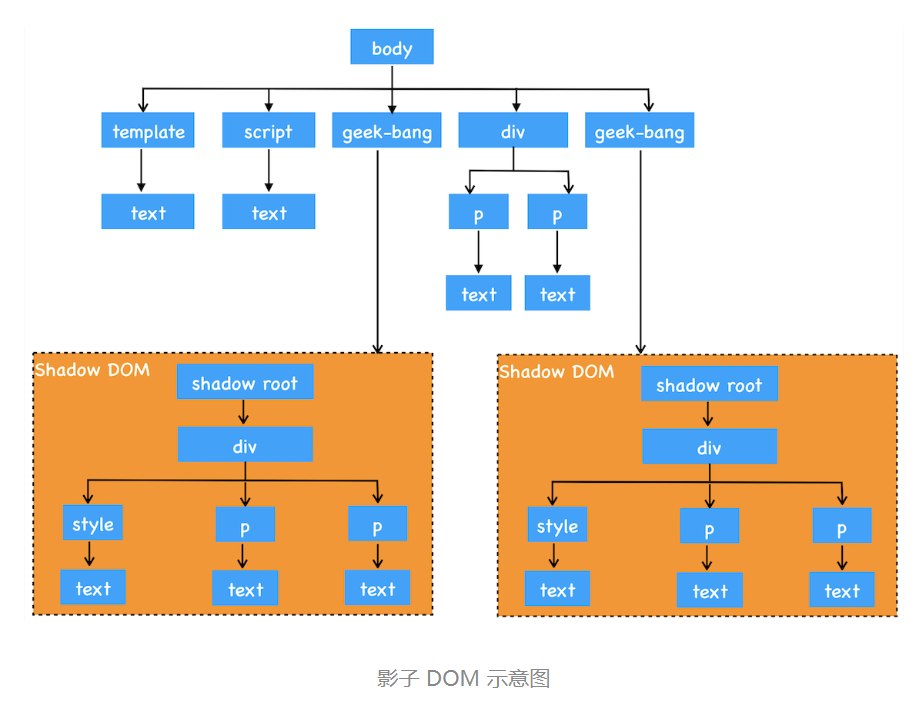 body
template script geek-bang div geek-bang
text text p p
text text
Shadow DOM
shadow root
div
style p p
text text text
Shadow DOM
shadow root
div
style p p
text text text
影子 DOM 示意图